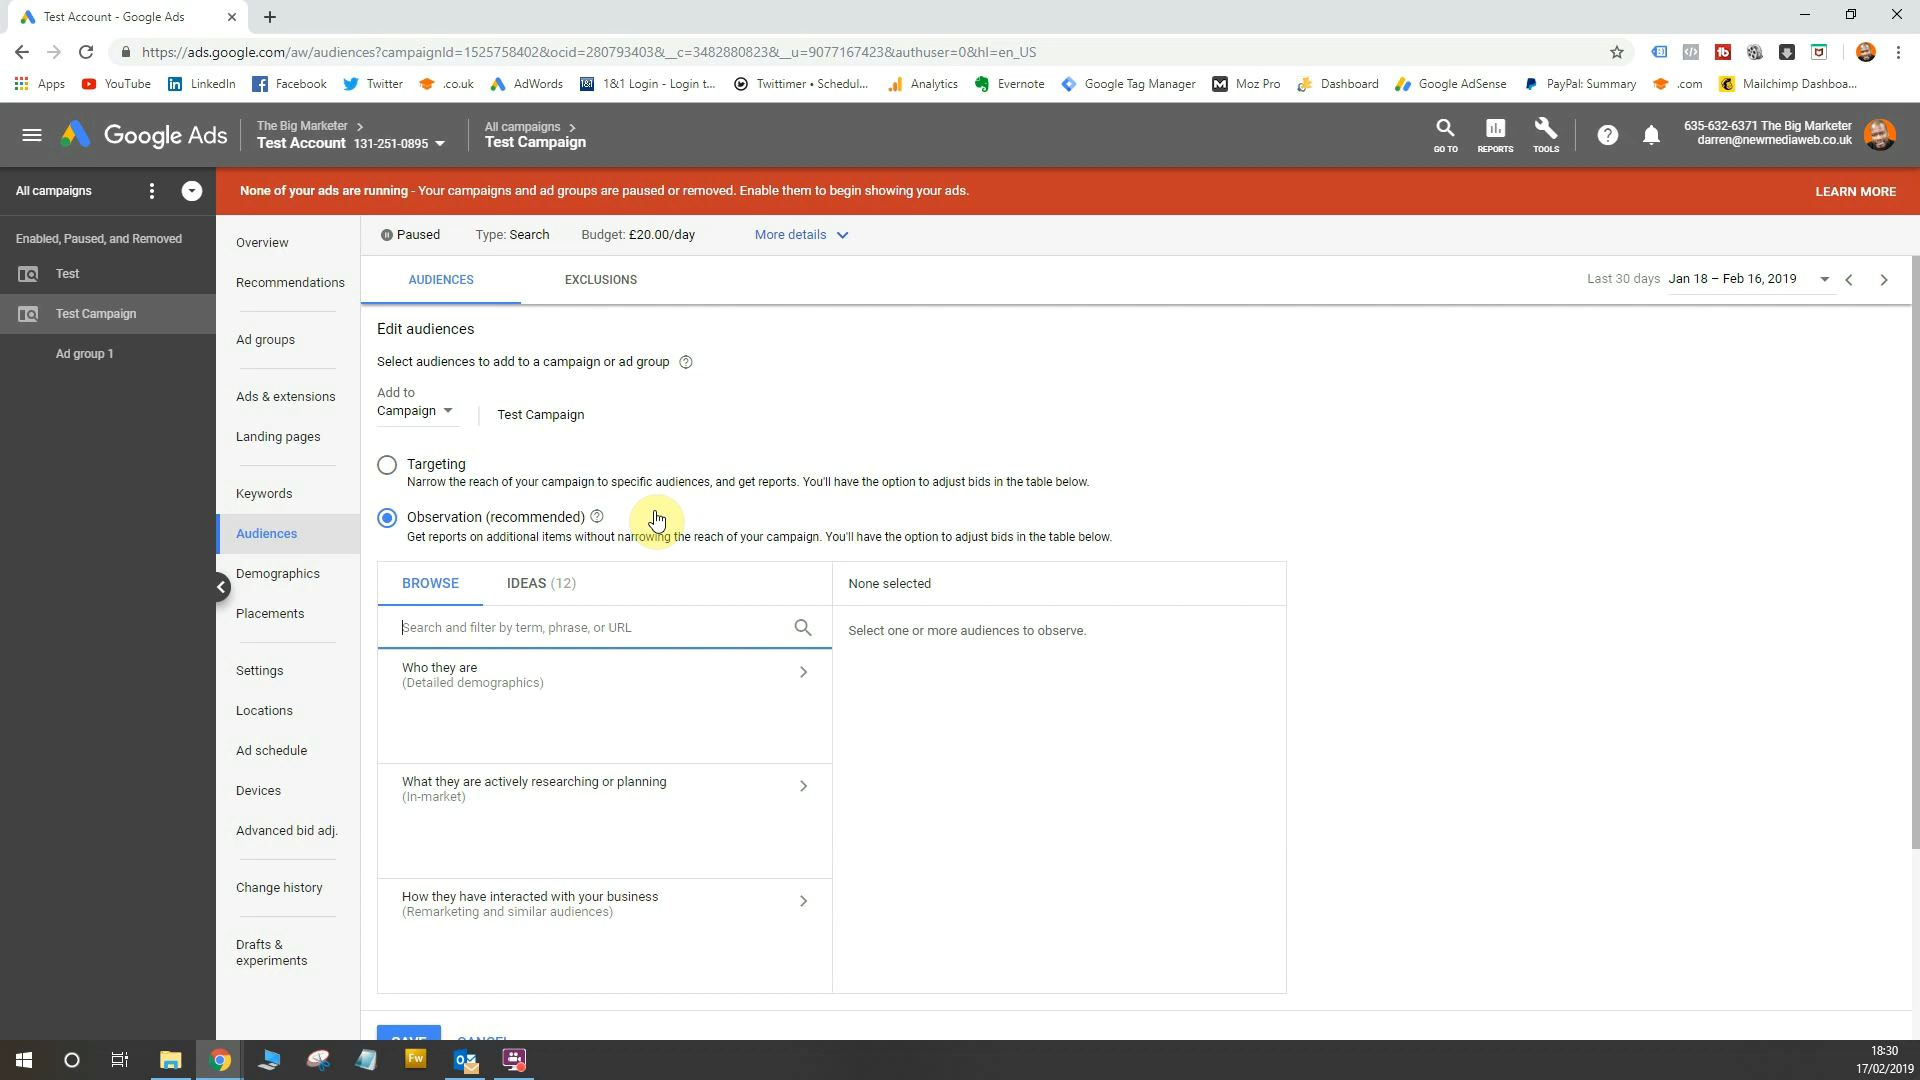 Test Account - Google Ads
https://ads.google.com/aw/audiences?campaignId=1525758402&ocid=280793403&__c=3482880823&__u=9077167423&authuser=0&hl=en_US
Apps YouTube LinkedIn Facebook Twitter .co.uk AdWords 1&1 Login - Login t... Twittimer • Schedul... Analytics Evernote Google Tag Manager Moz Pro Dashboard Google AdSense PayPal: Summary .com Mailchimp Dashboa...
Google Ads
The Big Marketer >
Test Account 131-251-0895
All campaigns >
Test Campaign
GO TO
REPORTS
TOOLS
635-632-6371 The Big Marketer
darren@newmediaweb.co.uk
All campaigns
None of your ads are running - Your campaigns and ad groups are paused or removed. Enable them to begin showing your ads.
LEARN MORE
Enabled, Paused, and Removed
Test
Test Campaign
Ad group 1
Overview
Recommendations
Ad groups
Ads & extensions
Landing pages
Keywords
Audiences
Demographics
Placements
Settings
Locations
Ad schedule
Devices
Advanced bid adj.
Change history
Drafts &
experiments
Paused Type: Search Budget: £20.00/day More details
AUDIENCES EXCLUSIONS
Last 30 days Jan 18 – Feb 16, 2019
Edit audiences
Select audiences to add to a campaign or ad group
Add to
Campaign
Test Campaign
Targeting
Narrow the reach of your campaign to specific audiences, and get reports. You'll have the option to adjust bids in the table below.
Observation (recommended)
Get reports on additional items without narrowing the reach of your campaign. You'll have the option to adjust bids in the table below.
BROWSE IDEAS (12)
None selected
Search and filter by term, phrase, or URL
Select one or more audiences to observe.
Who they are
(Detailed demographics)
What they are actively researching or planning
(In-market)
How they have interacted with your business
(Remarketing and similar audiences)
SAVE CANCEL
Fw
18:30
17/02/2019